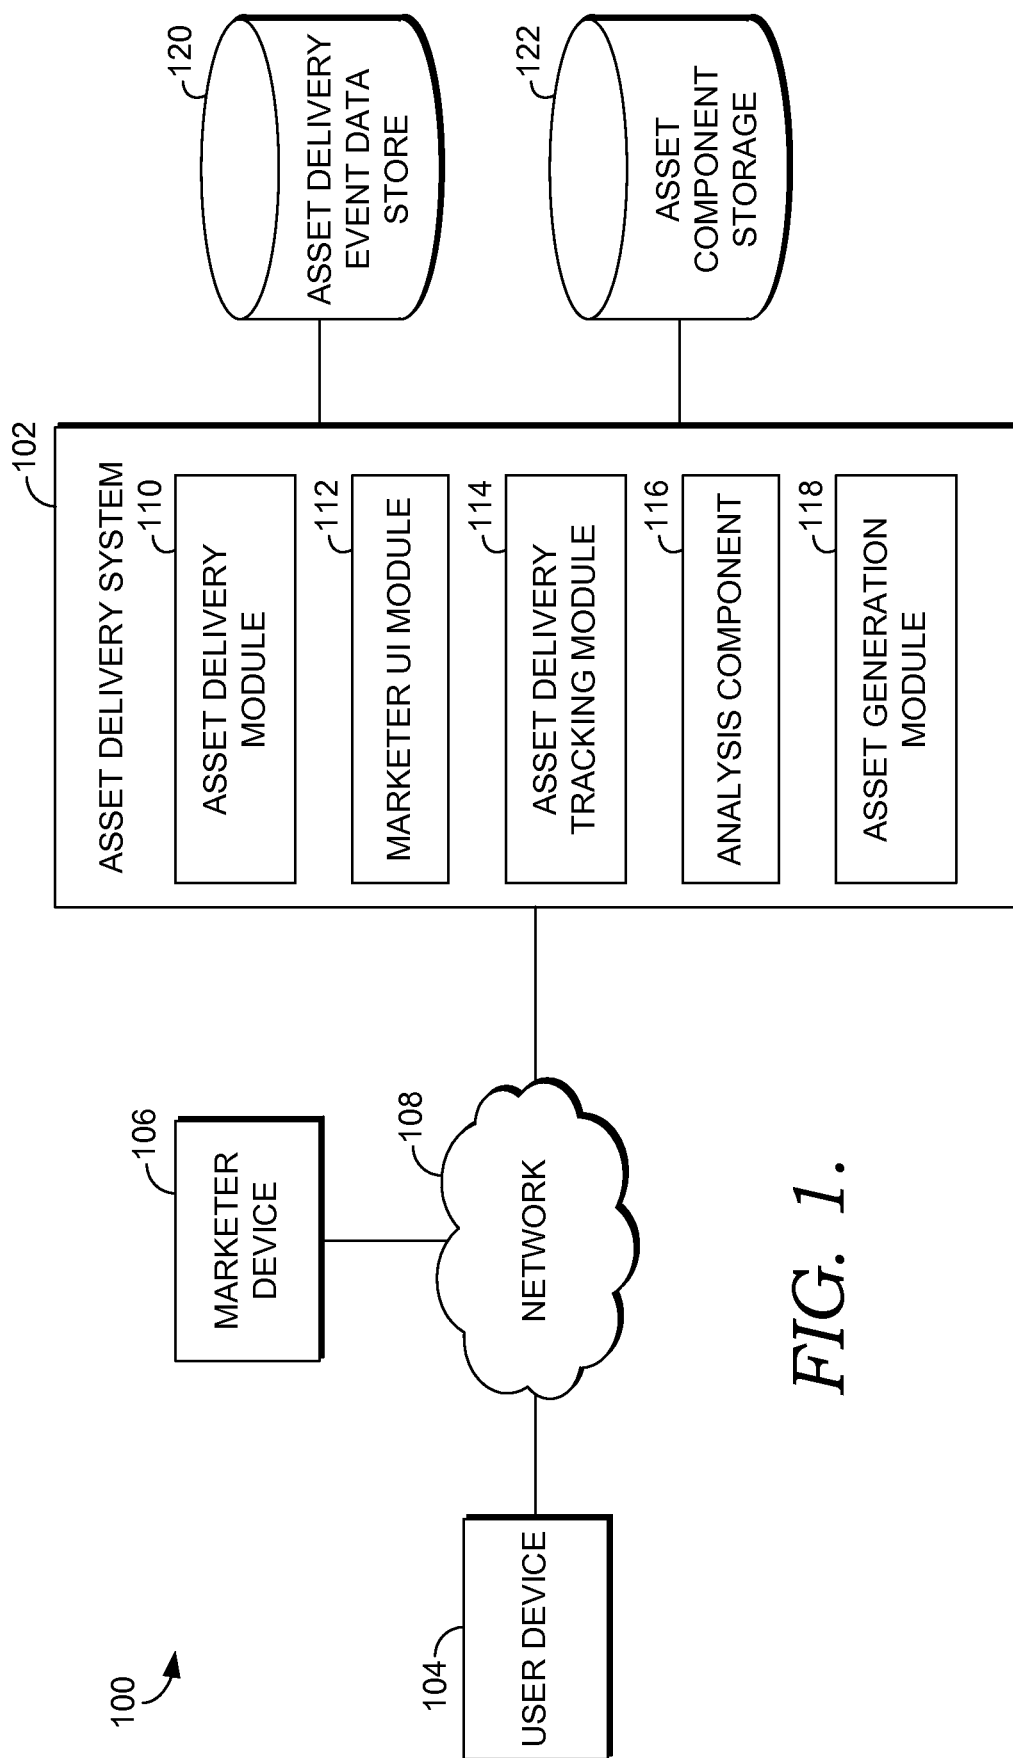 100
104
USER DEVICE
106
MARKETER
DEVICE
108
NETWORK
102
ASSET DELIVERY SYSTEM
110
ASSET DELIVERY
MODULE
112
MARKETER UI MODULE
114
ASSET DELIVERY
TRACKING MODULE
116
ANALYSIS COMPONENT
118
ASSET GENERATION
MODULE
120
ASSET DELIVERY
EVENT DATA
STORE
122
ASSET
COMPONENT
STORAGE
FIG. 1.